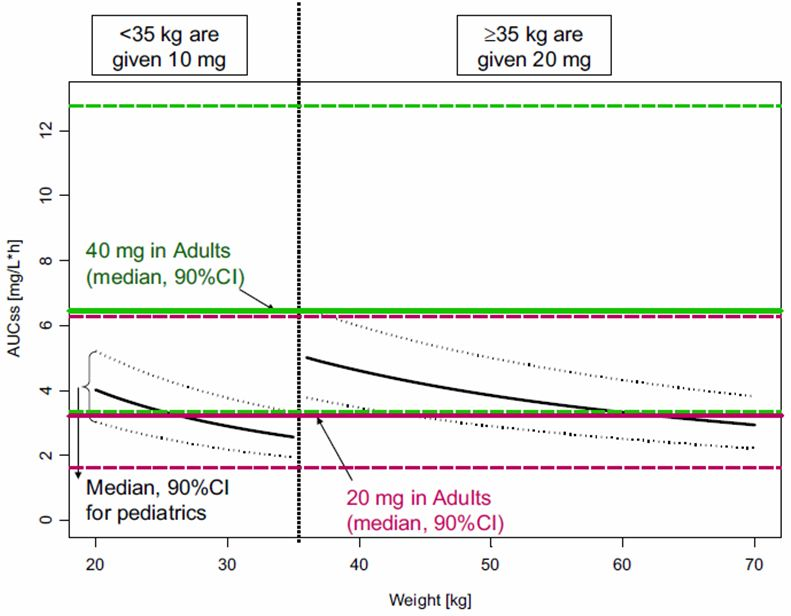 <35 kg are
given 10 mg
≥35 kg are
given 20 mg
12
10
8
6
4
2
0
AUCss [mg/L*h]
40 mg in Adults
(median, 90%CI)
Median, 90%CI
for pediatrics
20 mg in Adults
(median, 90%CI)
20
30
40
50
60
70
Weight [kg]